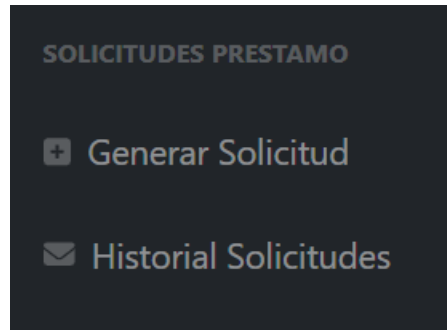 SOLICITUDES PRESTAMO
Generar Solicitud
Historial Solicitudes